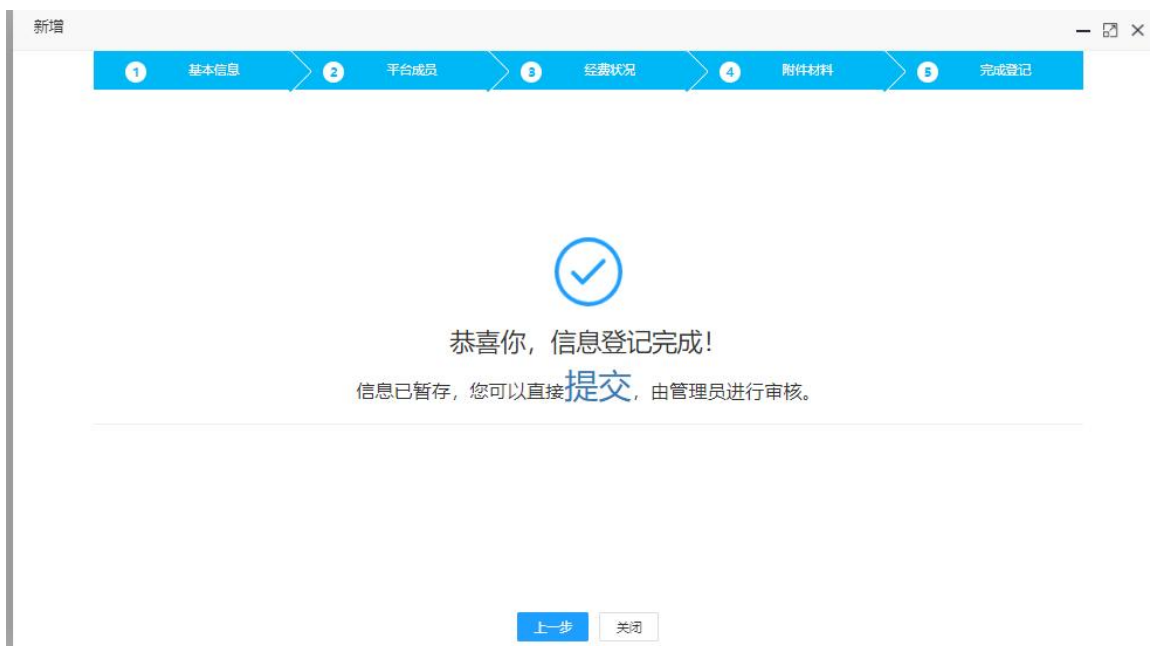 新增
1 基本信息 2 平台成员 3 经费状况 4 附件材料 5 完成登记
恭喜你，信息登记完成！
信息已暂存，您可以直接提交，由管理员进行审核。
上一步 关闭